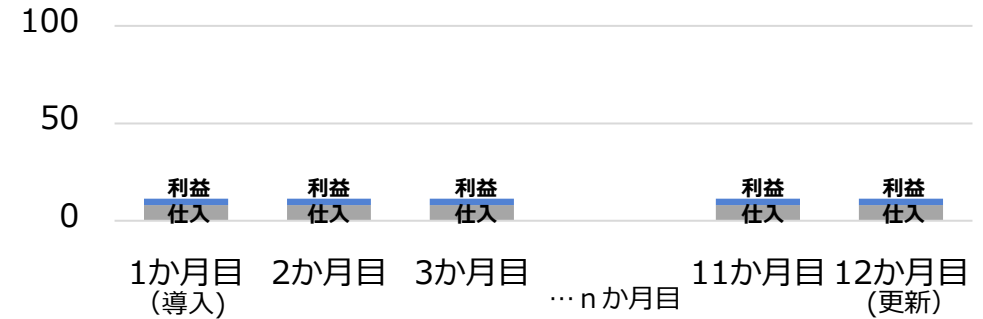 100
50
0
利益 利益 利益 利益 利益
仕入 仕入 仕入 仕入 仕入
1か月目 2か月目 3か月目 …nか月目 11か月目 12か月目
（導入) (更新）